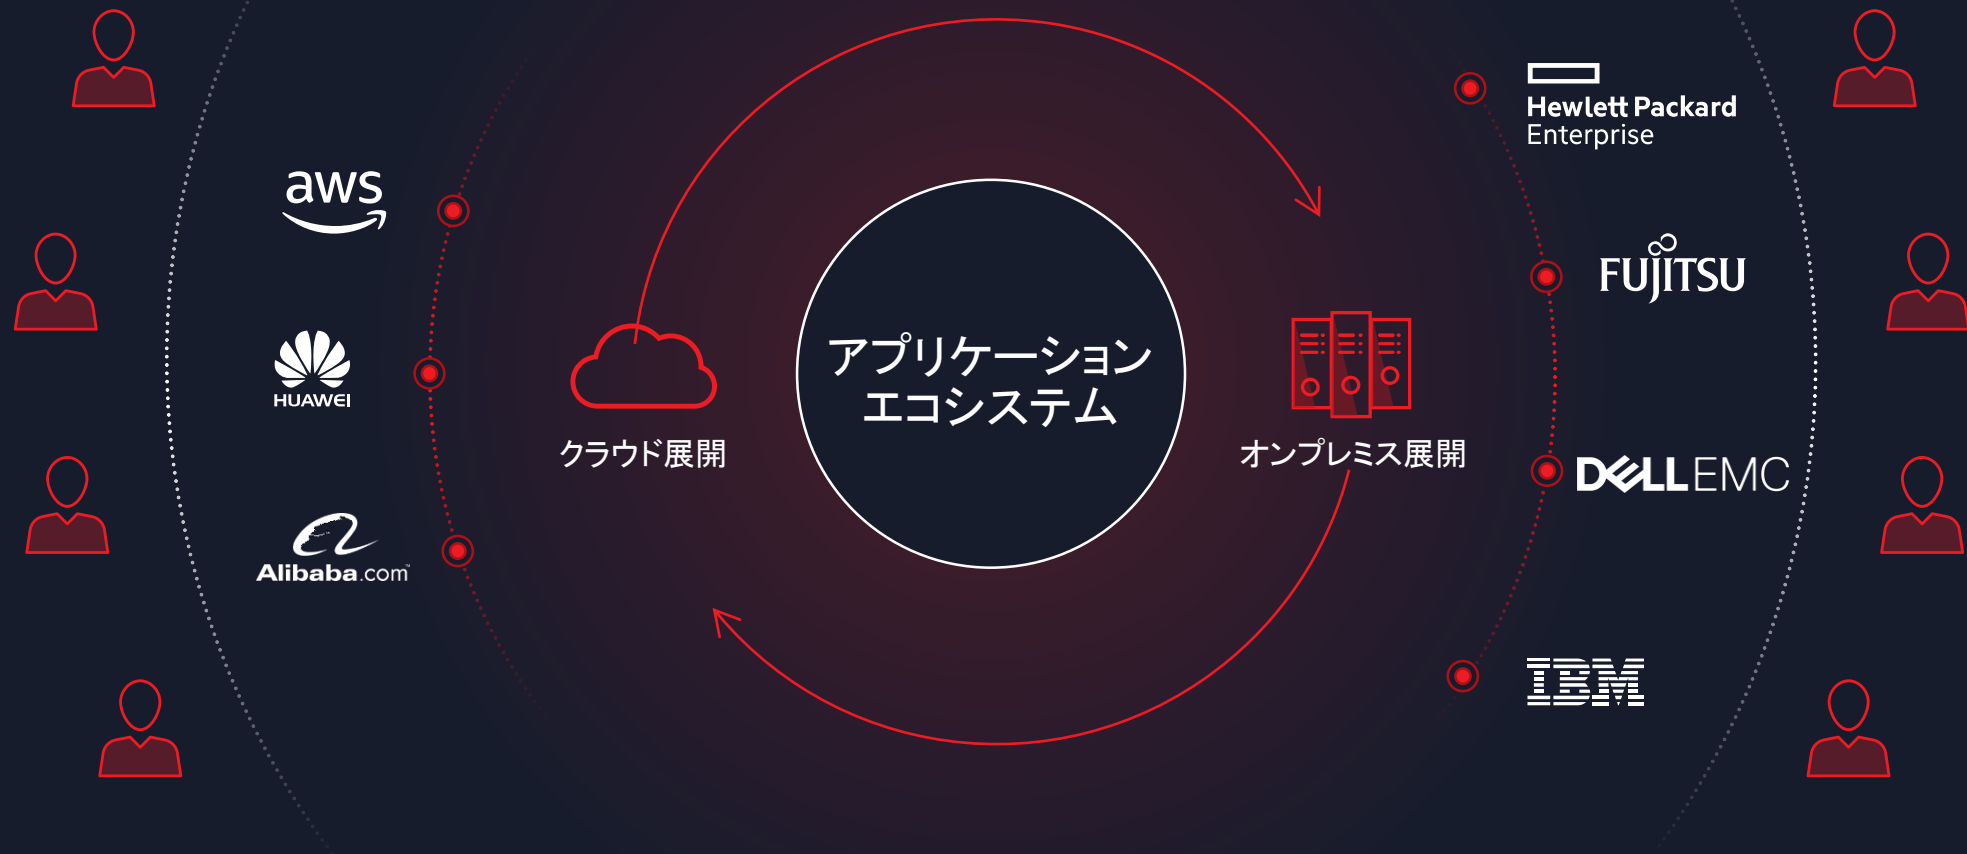 aws
HUAWEI
Alibaba.com
クラウド展開
アプリケーション
エコシステム
オンプレミス展開
Hewlett Packard
Enterprise
FUJITSU
DELLEMC
IBM